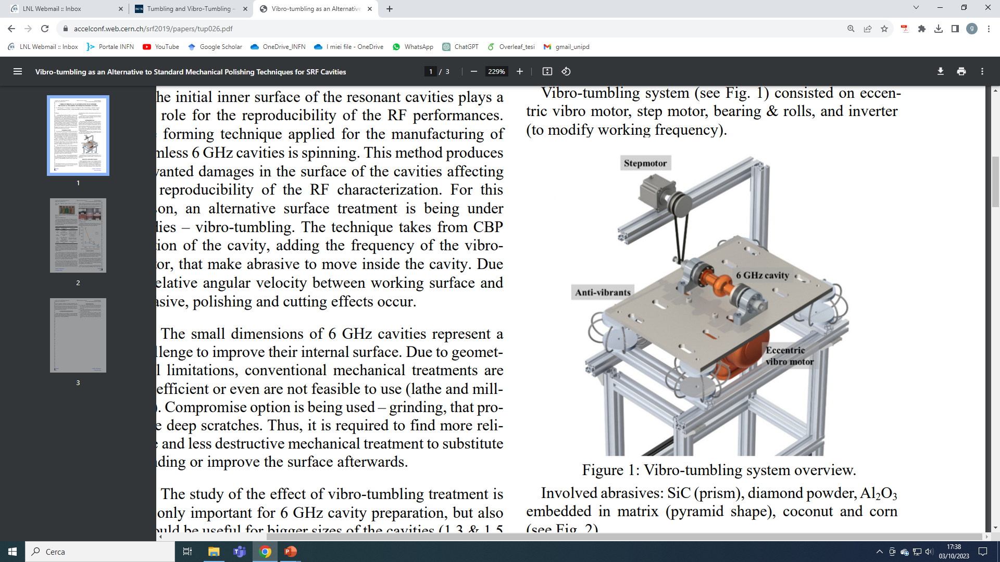 LNL Webmail :: Inbox
Tumbling and Vibro-Tumbling –
Vibro-tumbling as an Alternative
accelconf.web.cern.ch/srf2019/papers/tup026.pdf
LNL Webmail :: Inbox
Portale INFN
YouTube
Google Scholar
OneDrive_INFN
I miei file - OneDrive
WhatsApp
ChatGPT
Overleaf_tesi
gmail_unipd
Vibro-tumbling as an Alternative to Standard Mechanical Polishing Techniques for SRF Cavities
1 / 3
229%
1
2
3
he initial inner surface of the resonant cavities plays a
role for the reproducibility of the RF performances.
forming technique applied for the manufacturing of
mless 6 GHz cavities is spinning. This method produces
wanted damages in the surface of the cavities affecting
reproducibility of the RF characterization. For this
on, an alternative surface treatment is being under
dies – vibro-tumbling. The technique takes from CBP
ion of the cavity, adding the frequency of the vibro-
or, that make abrasive to move inside the cavity. Due
elative angular velocity between working surface and
asive, polishing and cutting effects occur.
The small dimensions of 6 GHz cavities represent a
llenge to improve their internal surface. Due to geomet-
l limitations, conventional mechanical treatments are
efficient or even are not feasible to use (lathe and mill-
). Compromise option is being used – grinding, that pro-
e deep scratches. Thus, it is required to find more reli-
e and less destructive mechanical treatment to substitute
nding or improve the surface afterwards.
The study of the effect of vibro-tumbling treatment is
only important for 6 GHz cavity preparation, but also
ould be useful for bigger sizes of the cavities (1.3 & 1.5
Vibro-tumbling system (see Fig. 1) consisted on eccen-
tric vibro motor, step motor, bearing & rolls, and inverter
(to modify working frequency).
Stepmotor
6 GHz cavity
Anti-vibrants
Eccentric
vibro motor
Figure 1: Vibro-tumbling system overview.
Involved abrasives: SiC (prism), diamond powder, Al₂O₃
embedded in matrix (pyramid shape), coconut and corn
(see Fig. 2)
Cerca
17:38
03/10/2023